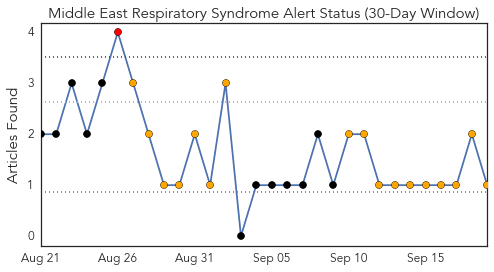 Middle East Respiratory Syndrome Alert Status (30-Day Window)
Articles Found
4
3
2
1
0
Aug 21
Aug 26
Aug 31
Sep 05
Sep 10
Sep 15